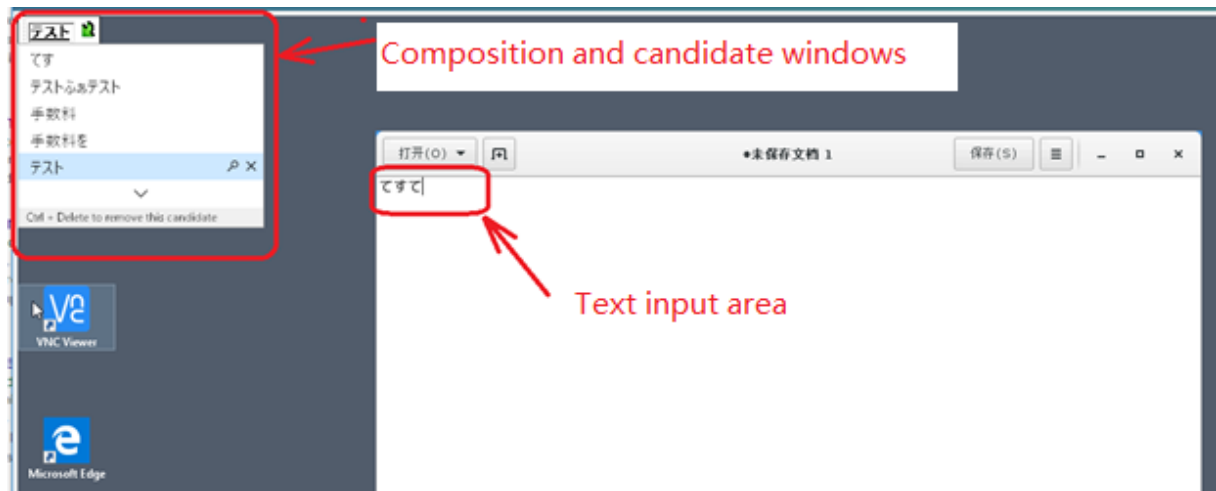 テスト
てす
テストふぁテスト
手数料
手数料を
テスト
Ctrl + Delete to remove this candidate
Composition and candidate windows
打开(O)
•未保存文档 1
保存(S)
てすて
Text input area
VNC Viewer
Microsoft Edge